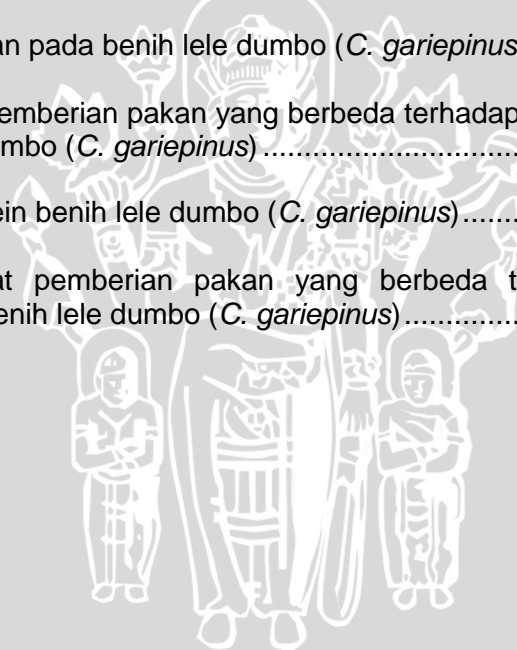 an pada benih lele dumbo (C. gariepinus
emberian pakan yang berbeda terhadap
mbo (C. gariepinus) ................................
ein benih lele dumbo (C. gariepinus) .......
at pemberian pakan yang berbeda t
enih lele dumbo (C. gariepinus) ................